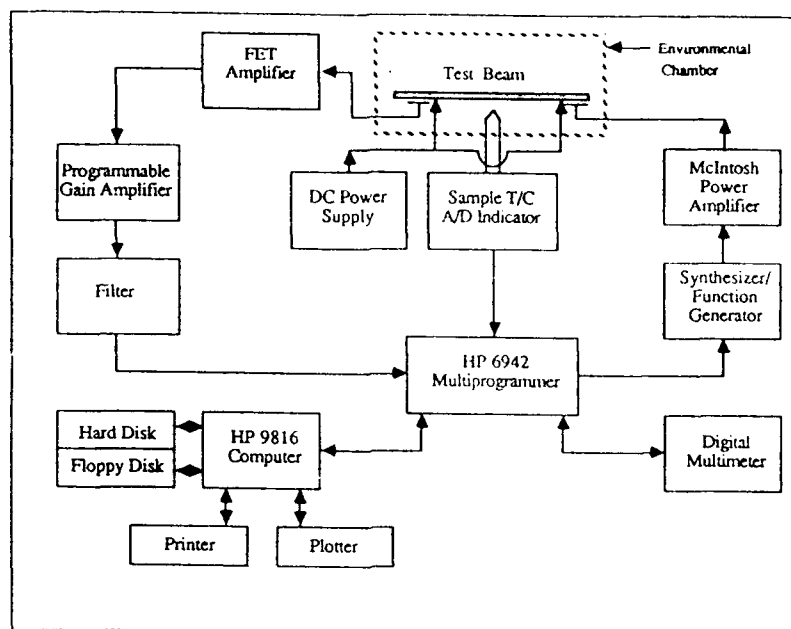 FET
Amplifier
Test Beam
Environmental
Chamber
Programmable
Gain Amplifier
DC Power
Supply
Sample T/C
A/D Indicator
McIntosh
Power
Amplifier
Filter
Synthesizer/
Function
Generator
HP 6942
Multiprogrammer
Hard Disk
Floppy Disk
HP 9816
Computer
Digital
Multimeter
Printer
Plotter